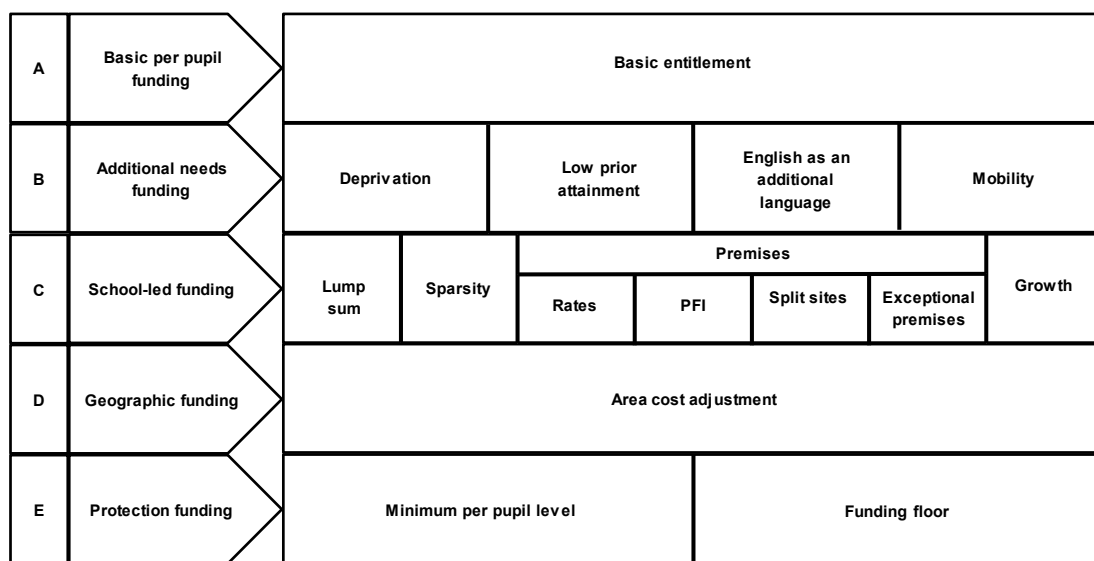 A
Basic per pupil
funding
Basic entitlement
B
Additional needs
funding
Deprivation
Low prior
attainment
English as an
additional
language
Mobility
C
School-led funding
Lump
sum
Sparsity
Premises
Rates
PFI
Split sites
Exceptional
premises
Growth
D
Geographic funding
Area cost adjustment
E
Protection funding
Minimum per pupil level
Funding floor